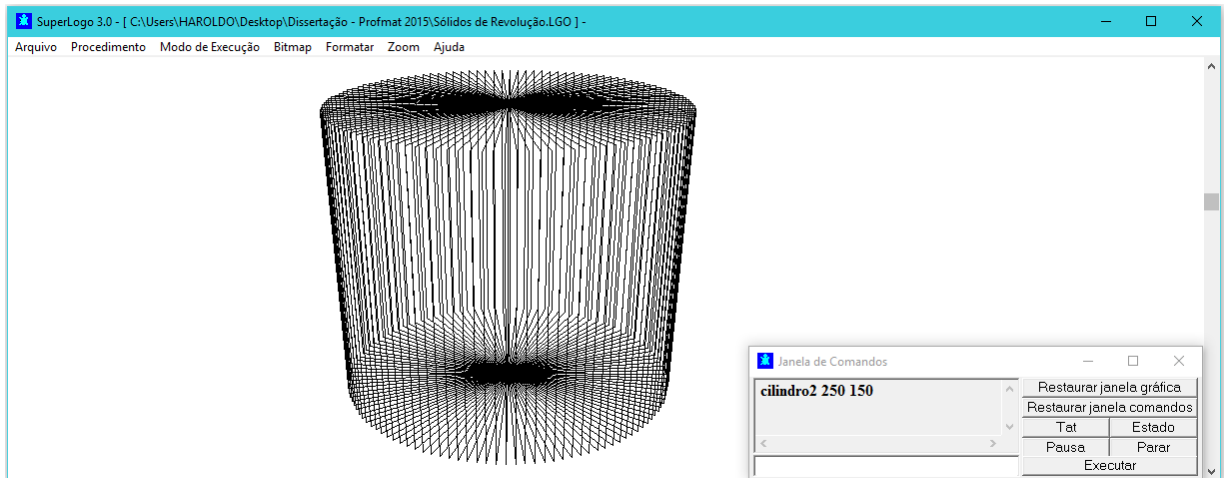 SuperLogo 3.0 - [ C:\Users\HAROLDO\Desktop\Dissertação - Profmat 2015\Sólidos de Revolução.LGO ] -
Arquivo Procedimento Modo de Execução Bitmap Formatar Zoom Ajuda
Janela de Comandos
cilindro2 250 150
Restaurar janela gráfica
Restaurar janela comandos
Tat Estado
Pausa Parar
Executar